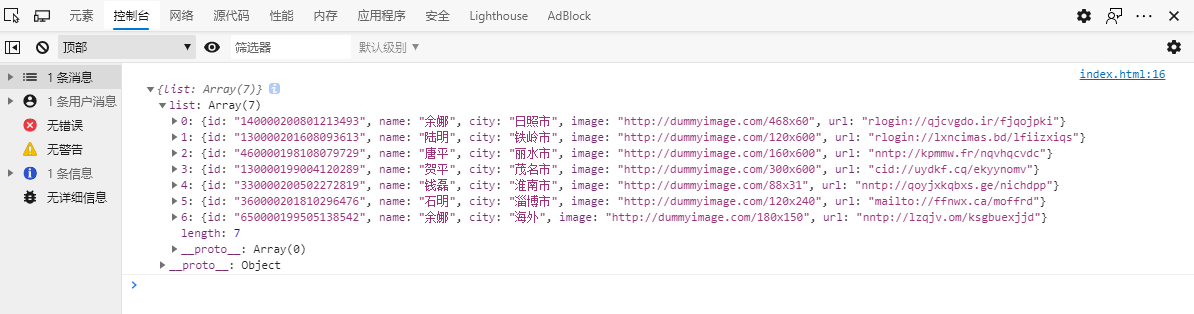 元素 控制台 网络 源代码 性能 内存 应用程序 安全 Lighthouse AdBlock
顶部 筛选器 默认级别
1 条消息
1 条用户消息
无错误
无警告
1 条信息
无详细信息
index.html:16
{list: Array(7)}
list: Array(7)
0: {id: "140000200801213493", name: "余娜", city: "日照市", image: "http://dummyimage.com/468x60", url: "rlogin://qjcvgdo.ir/fjqojpki"}
1: {id: "130000201608093613", name: "陆明", city: "铁岭市", image: "http://dummyimage.com/120x600", url: "rlogin://lxncimas.bd/lfiizxiqs"}
2: {id: "460000198108079729", name: "唐平", city: "丽水市", image: "http://dummyimage.com/160x600", url: "nntp://kpmmw.fr/nqvhqcvdc"}
3: {id: "130000199004120289", name: "贺平", city: "茂名市", image: "http://dummyimage.com/300x600", url: "cid://uydkf.cq/ekyynomv"}
4: {id: "330000200502272819", name: "钱磊", city: "淮南市", image: "http://dummyimage.com/88x31", url: "nntp://qoyjxkqbxs.ge/nichdpp"}
5: {id: "360000201810296476", name: "石明", city: "淄博市", image: "http://dummyimage.com/120x240", url: "mailto://ffnwx.ca/moffrd"}
6: {id: "650000199505138542", name: "余娜", city: "海外", image: "http://dummyimage.com/180x150", url: "nntp://lzqjv.om/ksgbuexjjd"}
length: 7
__proto__: Array(0)
__proto__: Object